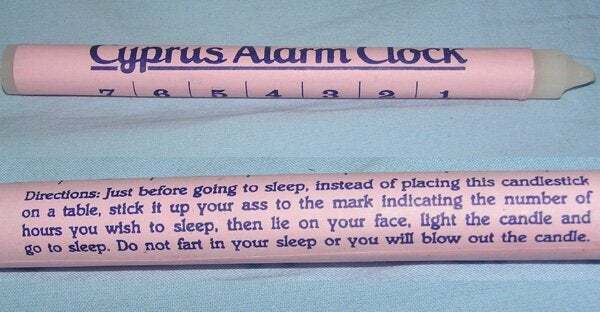 Cyprus Alarm Clock
7 | 6 | 5 | 4 | 3 | 2 | 1
Directions: Just before going to sleep, instead of placing this candlestick
on a table, stick it up your ass to the mark indicating the number of
hours you wish to sleep, then lie on your face, light the candle and
go to sleep. Do not fart in your sleep or you will blow out the candle.